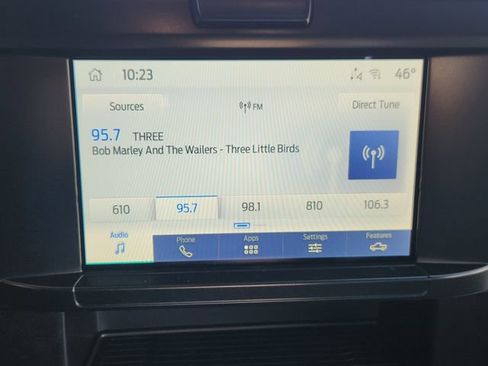 10:23
46°
Sources
FM
Direct Tune
95.7 THREE
Bob Marley And The Wailers - Three Little Birds
610 95.7 98.1 810 106.3
Audio Phone Apps Settings Features